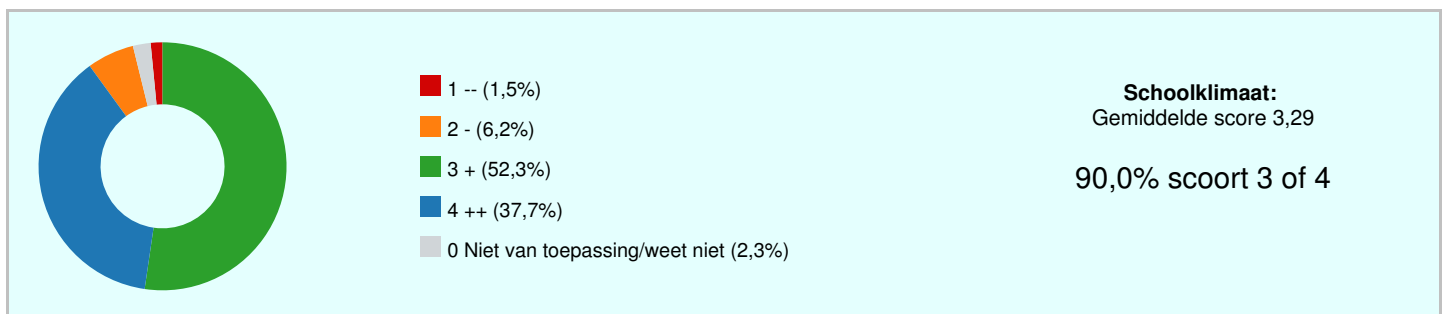 1 -- (1,5%)
2 - (6,2%)
3 + (52,3%)
4 ++ (37,7%)
0 Niet van toepassing/weet niet (2,3%)
Schoolklimaat:
Gemiddelde score 3,29
90,0% scoort 3 of 4